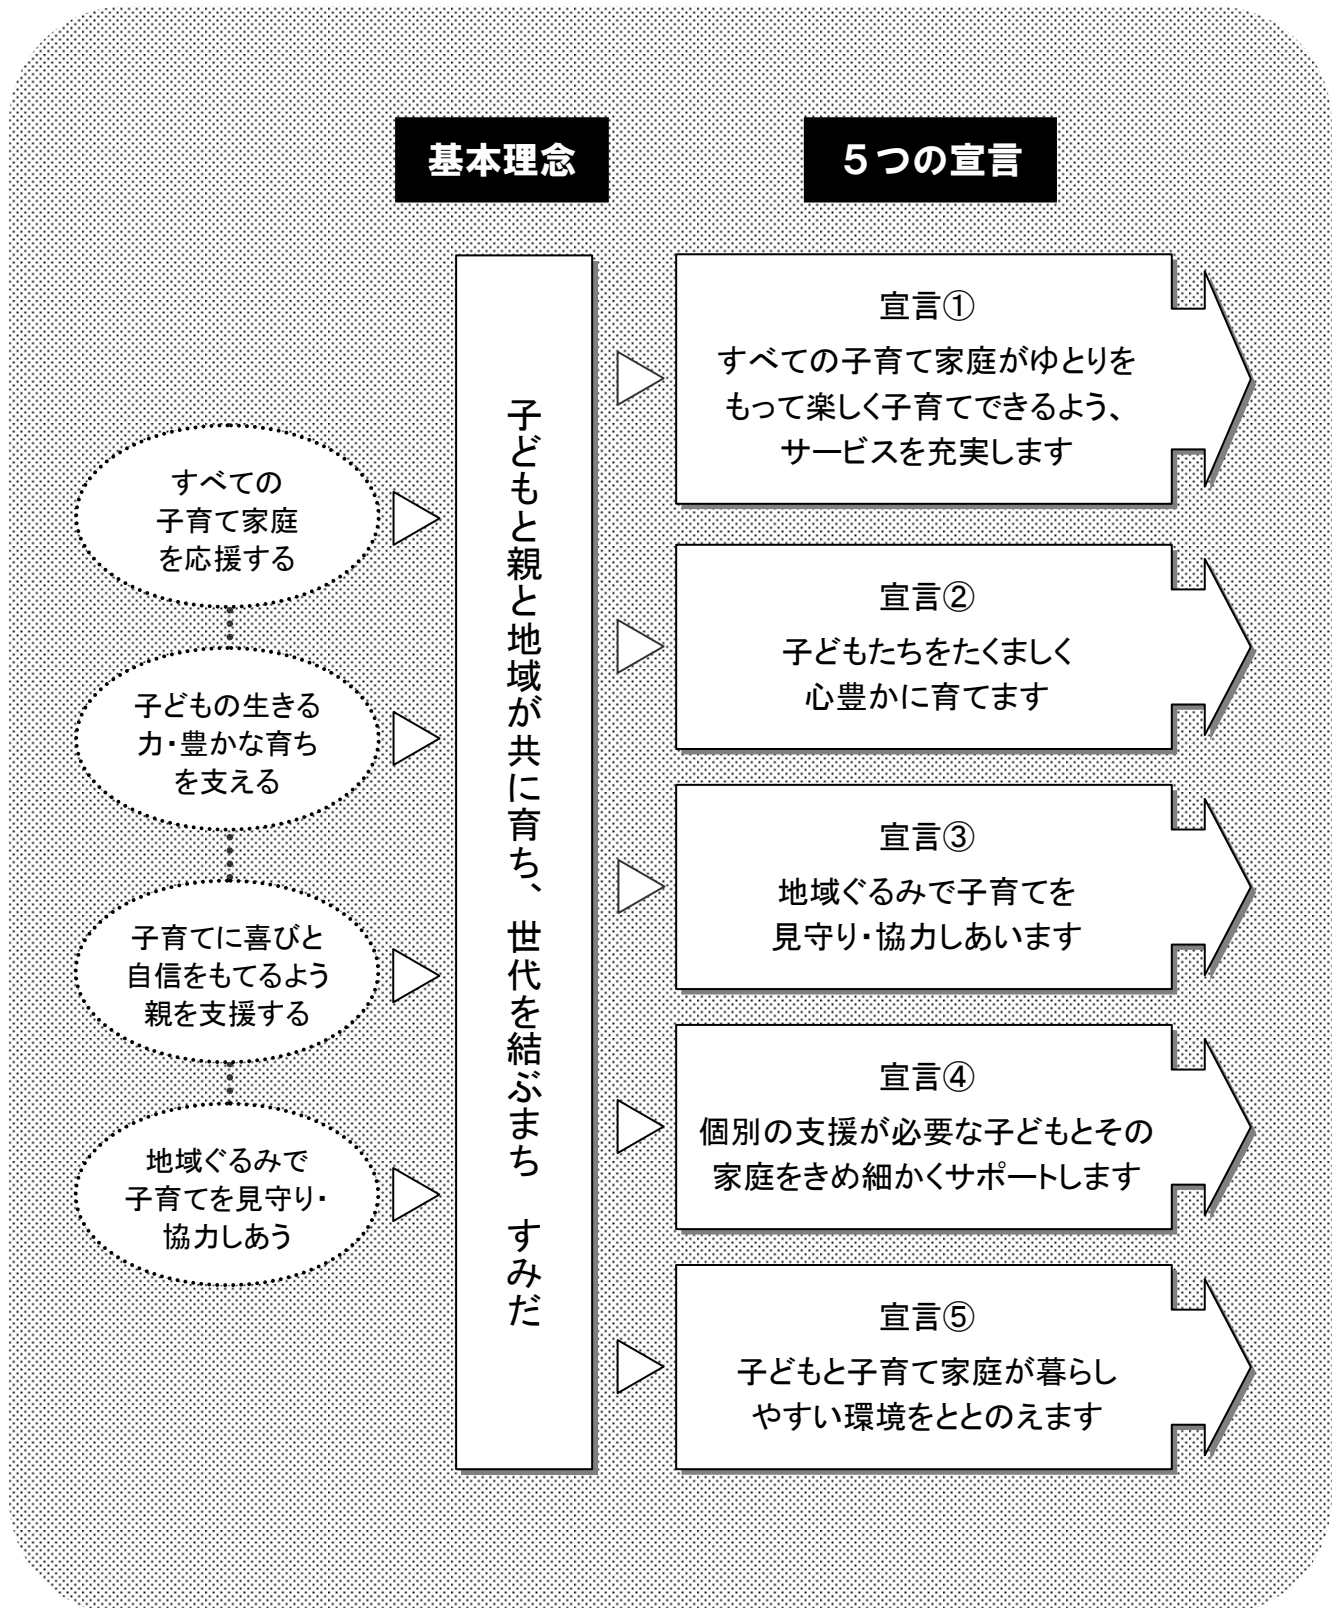 基本理念
５つの宣言
すべての
子育て家庭
を応援する
子どもの生きる
力・豊かな育ち
を支える
子育てに喜びと
自信をもてるよう
親を支援する
地域ぐるみで
子育てを見守り・
協力しあう
子どもと親と地域が共に育ち、世代を結ぶまち　すみだ
宣言①
すべての子育て家庭がゆとりを
もって楽しく子育てできるよう、
サービスを充実します
宣言②
子どもたちをたくましく
心豊かに育てます
宣言③
地域ぐるみで子育てを
見守り・協力しあいます
宣言④
個別の支援が必要な子どもとその
家庭をきめ細かくサポートします
宣言⑤
子どもと子育て家庭が暮らし
やすい環境をととのえます